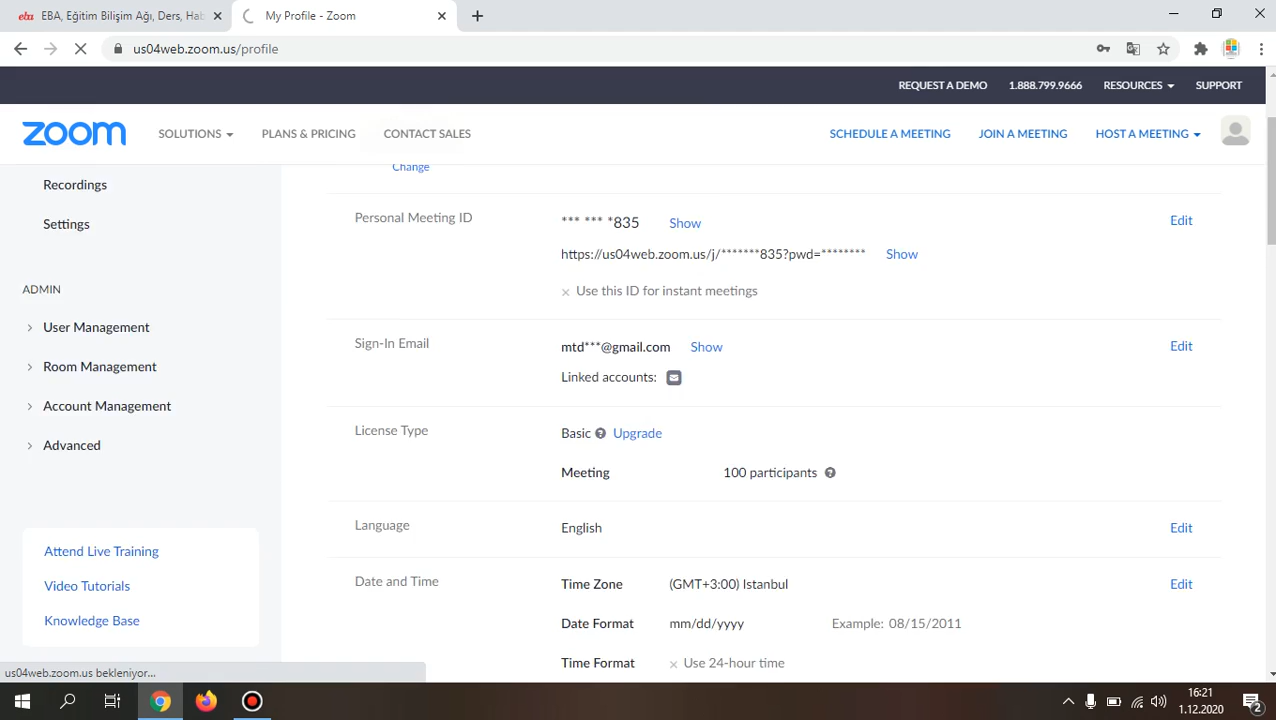 eba EBA, Eğitim Bilişim Ağı, Ders, Hab
My Profile - Zoom
us04web.zoom.us/profile
REQUEST A DEMO 1.888.799.9666 RESOURCES SUPPORT
zoom SOLUTIONS PLANS & PRICING CONTACT SALES SCHEDULE A MEETING JOIN A MEETING HOST A MEETING
Change
Recordings
Settings
ADMIN
User Management
Room Management
Account Management
Advanced
Attend Live Training
Video Tutorials
Knowledge Base
Personal Meeting ID *** *** *835 Show Edit
https://us04web.zoom.us/j/*******835?pwd=******** Show
× Use this ID for instant meetings
Sign-In Email mtd***@gmail.com Show Edit
Linked accounts:
License Type Basic Upgrade
Meeting 100 participants
Language English Edit
Date and Time Time Zone (GMT+3:00) Istanbul Edit
Date Format mm/dd/yyyy Example: 08/15/2011
Time Format × Use 24-hour time
us04web.zoom.us bekleniyor...
16:21
1.12.2020
2